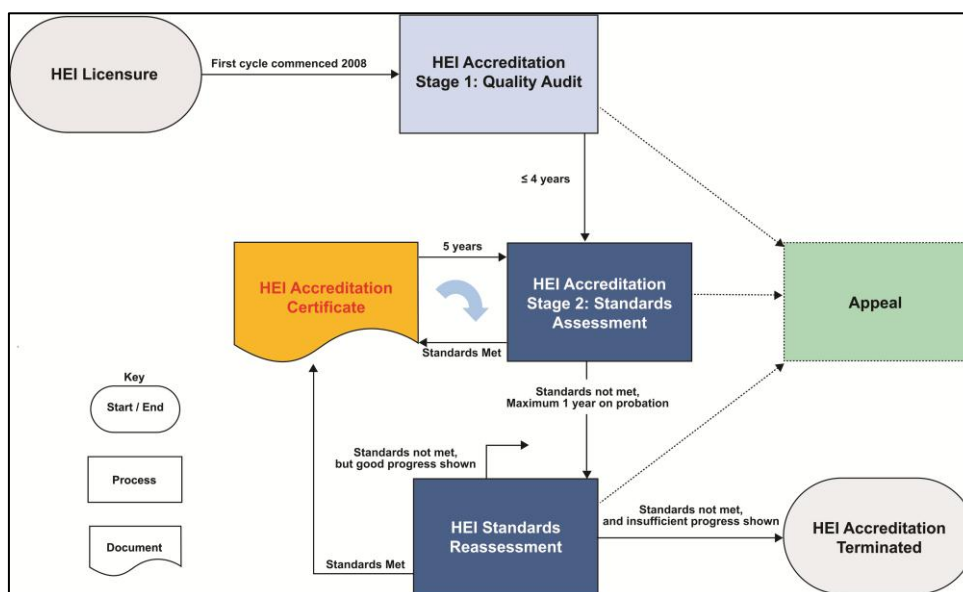 HEI Licensure
First cycle commenced 2008
HEI Accreditation
Stage 1: Quality Audit
≤ 4 years
5 years
HEI Accreditation
Certificate
HEI Accreditation
Stage 2: Standards
Assessment
Appeal
Standards Met
Key
Start / End
Standards not met,
Maximum 1 year on probation
Standards not met,
but good progress shown
Process
HEI Standards
Reassessment
Standards not met,
and insufficient progress shown
HEI Accreditation
Terminated
Document
Standards Met